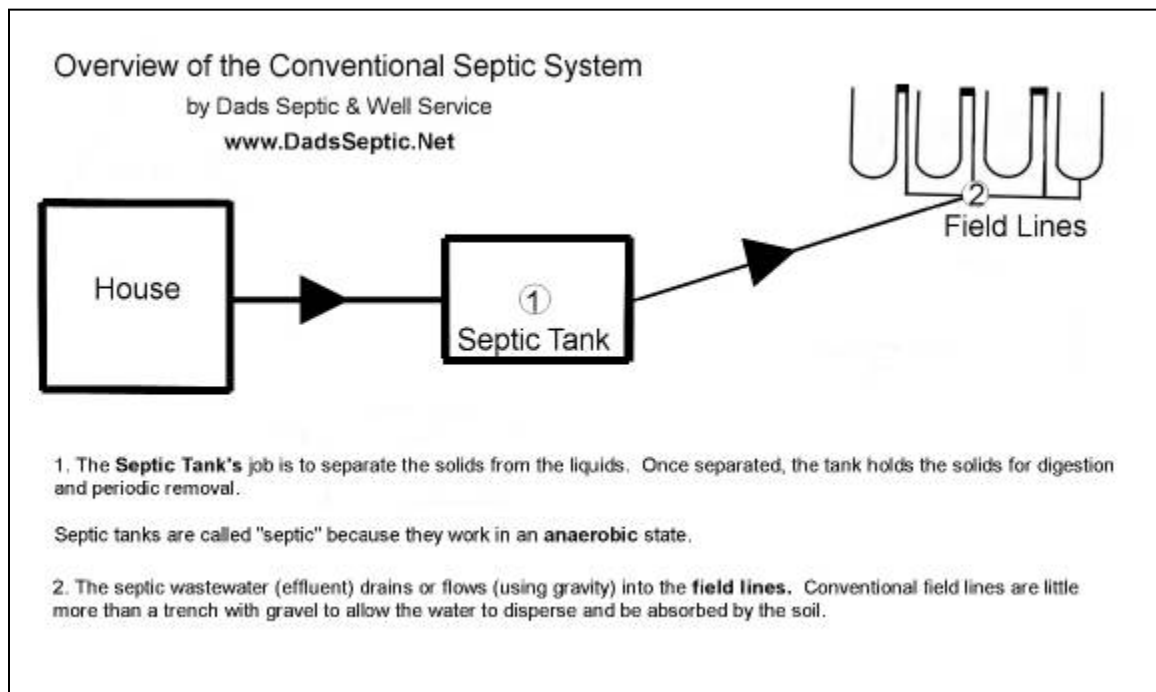 Overview of the Conventional Septic System
by Dads Septic & Well Service
www.DadsSeptic.Net
House
1
Septic Tank
2
Field Lines
1. The Septic Tank's job is to separate the solids from the liquids. Once separated, the tank holds the solids for digestion
and periodic removal.
Septic tanks are called "septic" because they work in an anaerobic state.
2. The septic wastewater (effluent) drains or flows (using gravity) into the field lines. Conventional field lines are little
more than a trench with gravel to allow the water to disperse and be absorbed by the soil.